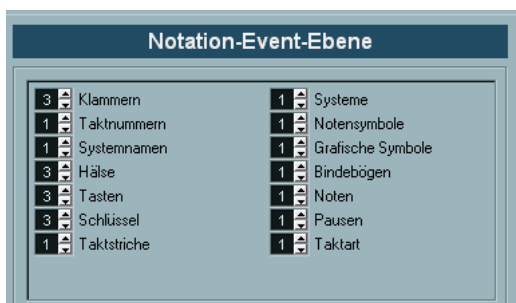 Notation-Event-Ebene
3 Klammern
1 Taktnummern
1 Systemnamen
3 Hälse
3 Tasten
3 Schlüssel
1 Taktstriche
1 Systeme
1 Notensymbole
1 Grafische Symbole
1 Bindebögen
1 Noten
1 Pausen
1 Taktart